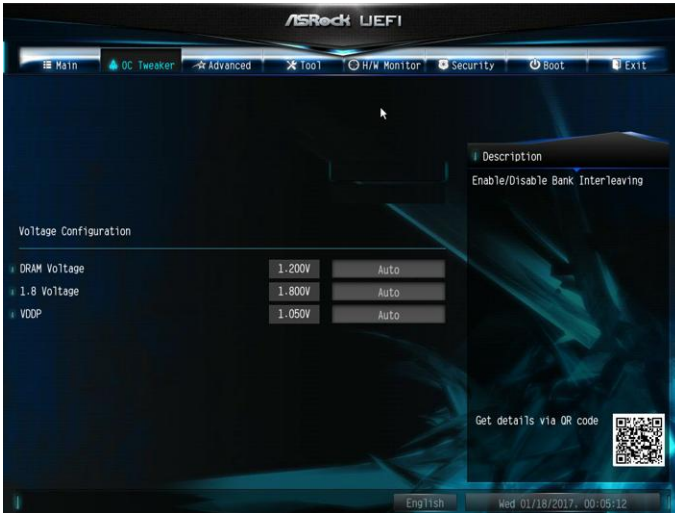 ASRock UEFI
Main OC Tweaker Advanced Tool H/W Monitor Security Boot Exit
Description
Enable/Disable Bank Interleaving
Voltage Configuration
DRAM Voltage 1.200V Auto
1.8 Voltage 1.800V Auto
VDDP 1.050V Auto
Get details via QR code
English Wed 01/18/2017. 00:05:12